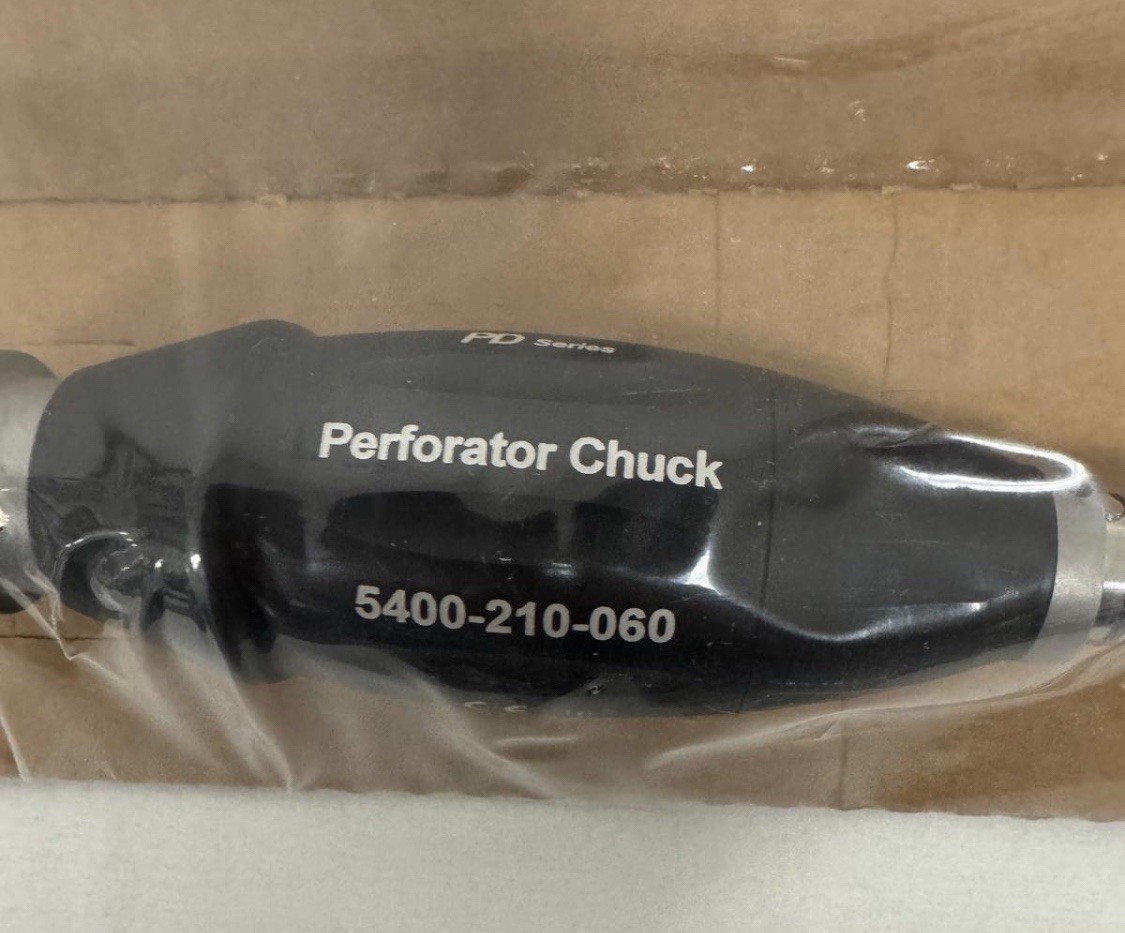 PD Series
Perforator Chuck
5400-210-060